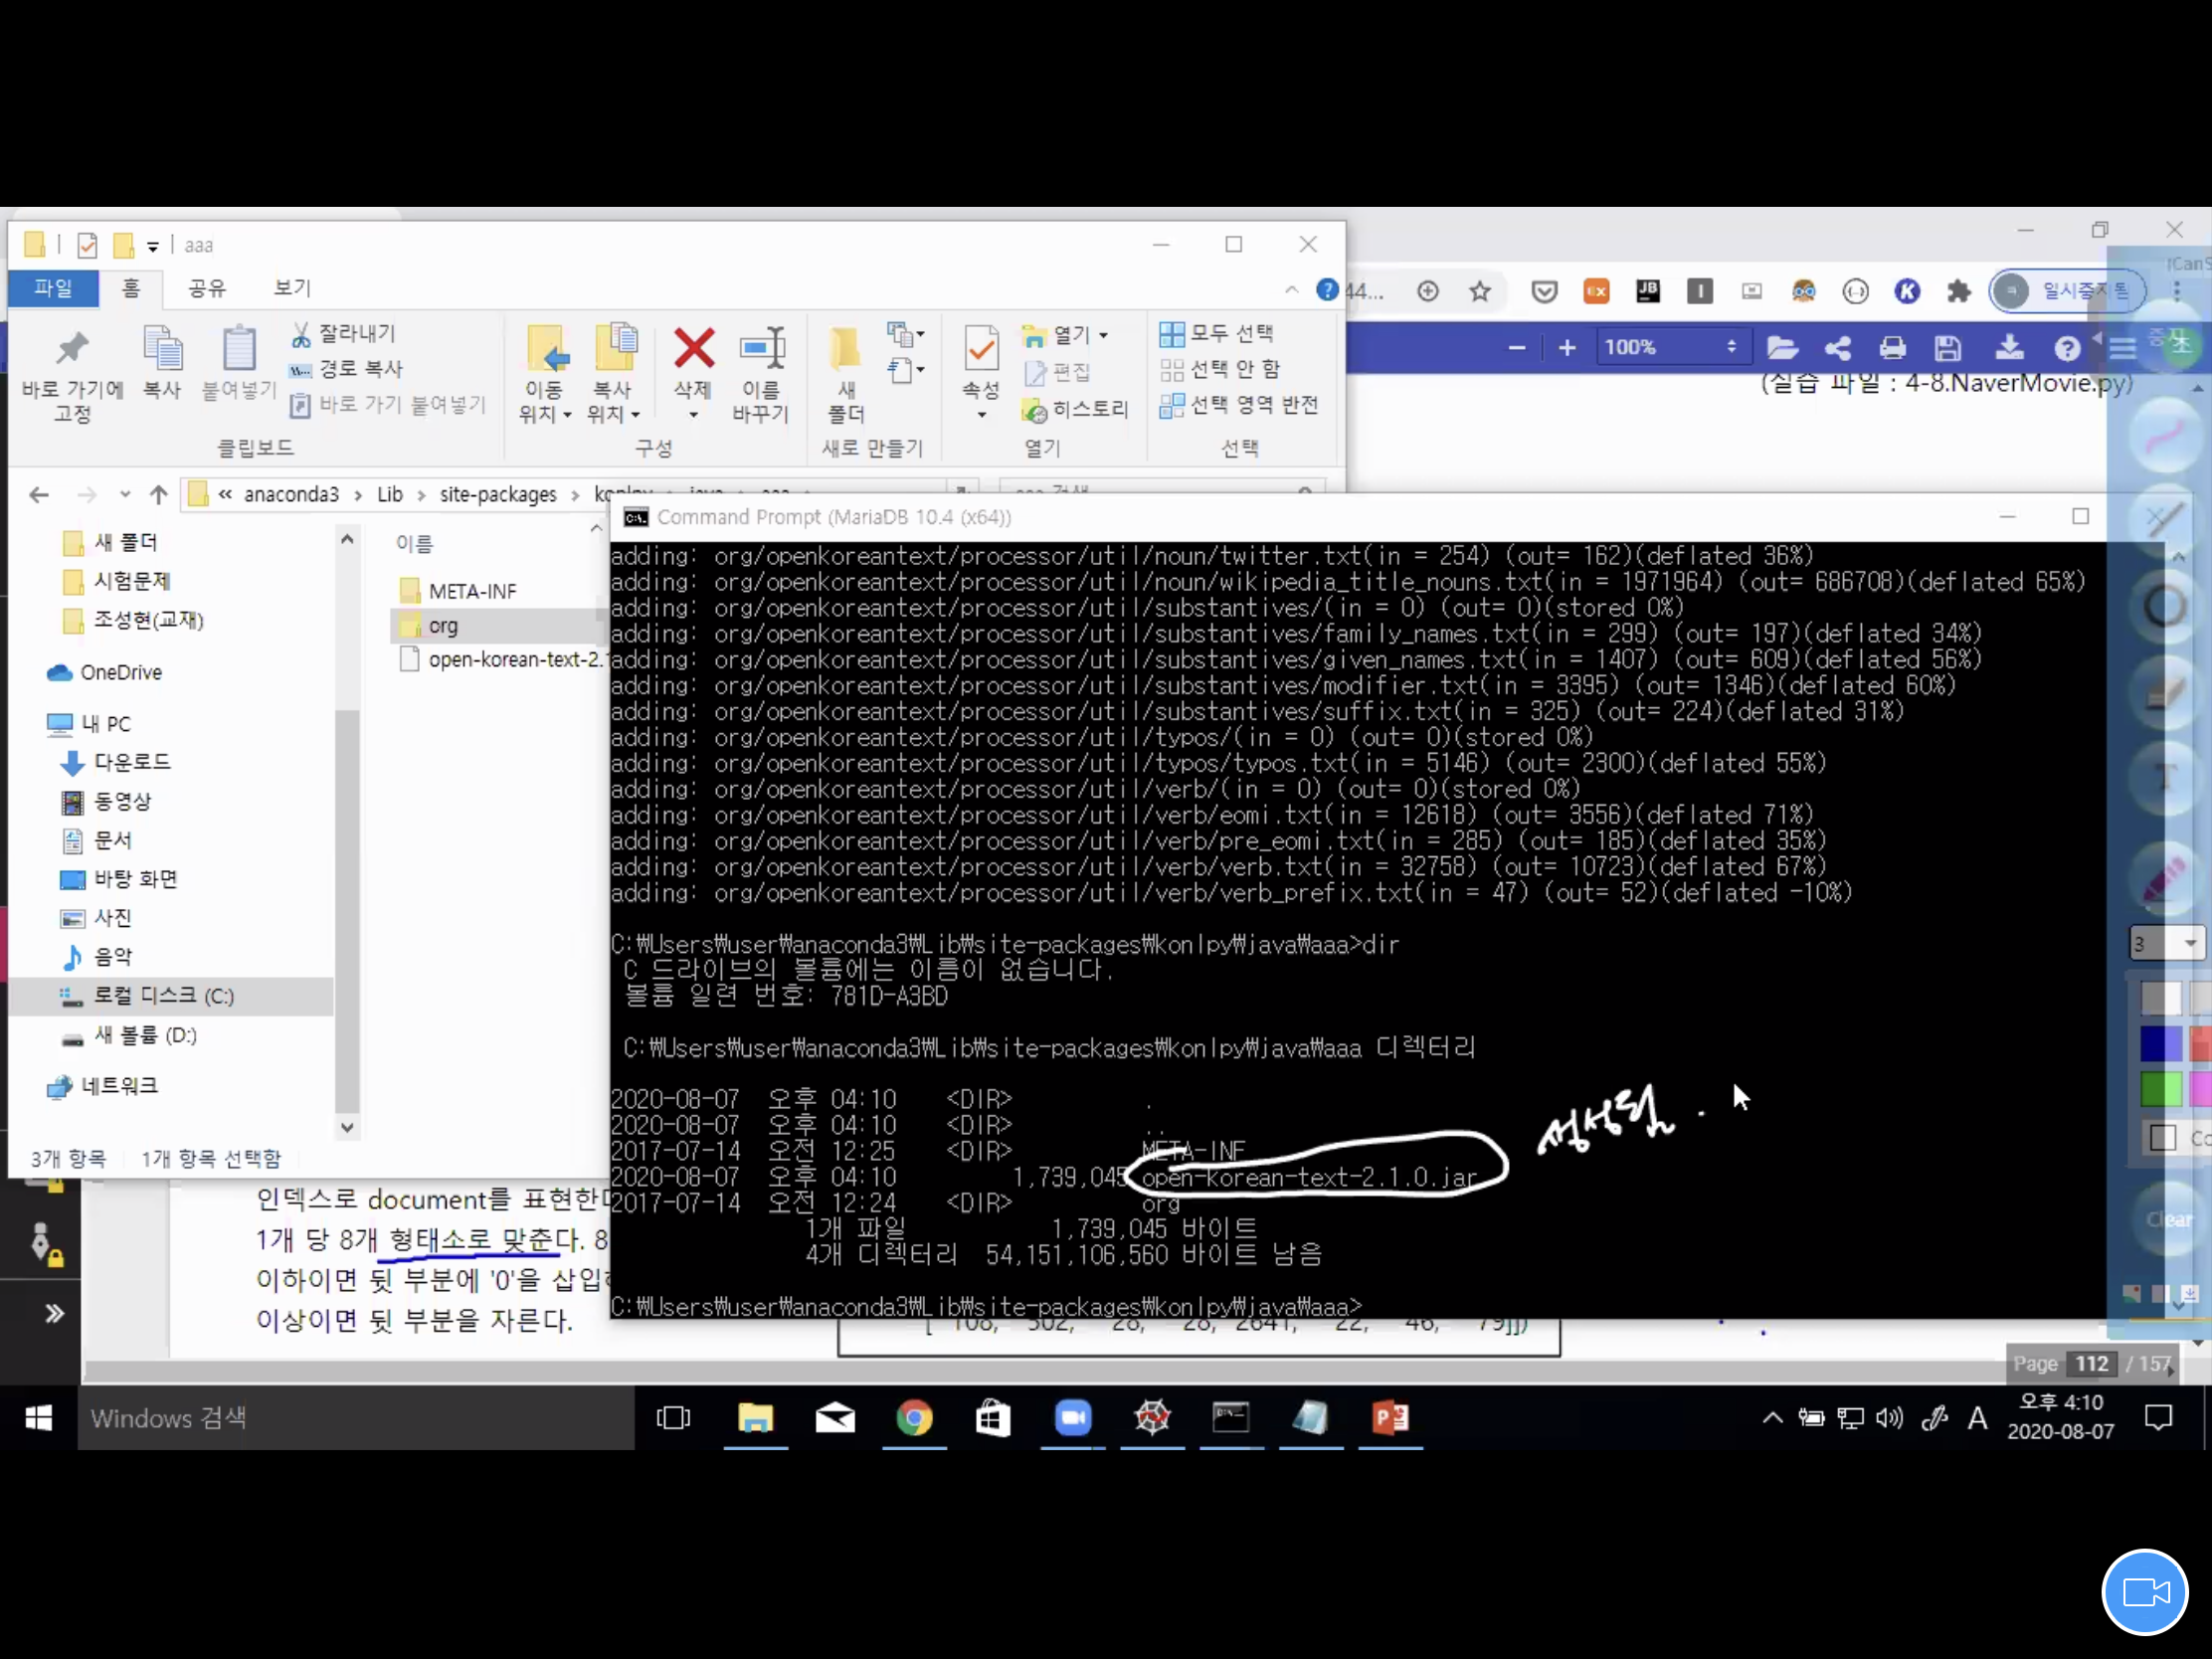 aaa
파일 홈 공유 보기
바로 가기에 고정
복사
붙여넣기
잘라내기
경로 복사
바로 가기 붙여넣기
클립보드
이동 위치
복사 위치
삭제
이름 바꾸기
구성
새 폴더
새로 만들기
속성
열기
편집
히스토리
열기
모두 선택
선택 안 함
선택 영역 반전
선택
« anaconda3 > Lib > site-packages >
새 폴더
시험문제
조성현(교재)
OneDrive
내 PC
다운로드
동영상
문서
바탕 화면
사진
음악
로컬 디스크 (C:)
새 볼륨 (D:)
네트워크
이름
META-INF
org
open-korean-text-2.
3개 항목 1개 항목 선택함
44...
일시중지됨
100%
(실습 파일 : 4-8.NaverMovie.py)
Command Prompt (MariaDB 10.4 (x64))
adding: org/openkoreantext/processor/util/noun/twitter.txt(in = 254) (out= 162)(deflated 36%)
adding: org/openkoreantext/processor/util/noun/wikipedia_title_nouns.txt(in = 1971964) (out= 686708)(deflated 65%)
adding: org/openkoreantext/processor/util/substantives/(in = 0) (out= 0)(stored 0%)
adding: org/openkoreantext/processor/util/substantives/family_names.txt(in = 299) (out= 197)(deflated 34%)
adding: org/openkoreantext/processor/util/substantives/given_names.txt(in = 1407) (out= 609)(deflated 56%)
adding: org/openkoreantext/processor/util/substantives/modifier.txt(in = 3395) (out= 1346)(deflated 60%)
adding: org/openkoreantext/processor/util/substantives/suffix.txt(in = 325) (out= 224)(deflated 31%)
adding: org/openkoreantext/processor/util/typos/(in = 0) (out= 0)(stored 0%)
adding: org/openkoreantext/processor/util/typos/typos.txt(in = 5146) (out= 2300)(deflated 55%)
adding: org/openkoreantext/processor/util/verb/(in = 0) (out= 0)(stored 0%)
adding: org/openkoreantext/processor/util/verb/eomi.txt(in = 12618) (out= 3556)(deflated 71%)
adding: org/openkoreantext/processor/util/verb/pre_eomi.txt(in = 285) (out= 185)(deflated 35%)
adding: org/openkoreantext/processor/util/verb/verb.txt(in = 32758) (out= 10723)(deflated 67%)
adding: org/openkoreantext/processor/util/verb/verb_prefix.txt(in = 47) (out= 52)(deflated -10%)
C:₩Users₩user₩anaconda3₩Lib₩site-packages₩konlpy₩java₩aaa>dir
C 드라이브의 볼륨에는 이름이 없습니다.
볼륨 일련 번호: 781D-A3BD
C:₩Users₩user₩anaconda3₩Lib₩site-packages₩konlpy₩java₩aaa 디렉터리
2020-08-07 오후 04:10 <DIR> .
2020-08-07 오후 04:10 <DIR> ..
2017-07-14 오전 12:25 <DIR> META-INF
2020-08-07 오후 04:10 1,739,045 open-korean-text-2.1.0.jar
2017-07-14 오전 12:24 <DIR> org
1개 파일 1,739,045 바이트
4개 디렉터리 54,151,106,560 바이트 남음
C:₩Users₩user₩anaconda3₩Lib₩site-packages₩konlpy₩java₩aaa>
생성됨.
3
Clear
인덱스로 document를 표현한다
1개 당 8개 형태소로 맞춘다. 8
이하이면 뒷 부분에 '0'을 삽입하
이상이면 뒷 부분을 자른다.
[ 108, 502, 28, 28, 2641, 22, 46, 79]])
Page 112 / 157
Windows 검색
A
오후 4:10
2020-08-07